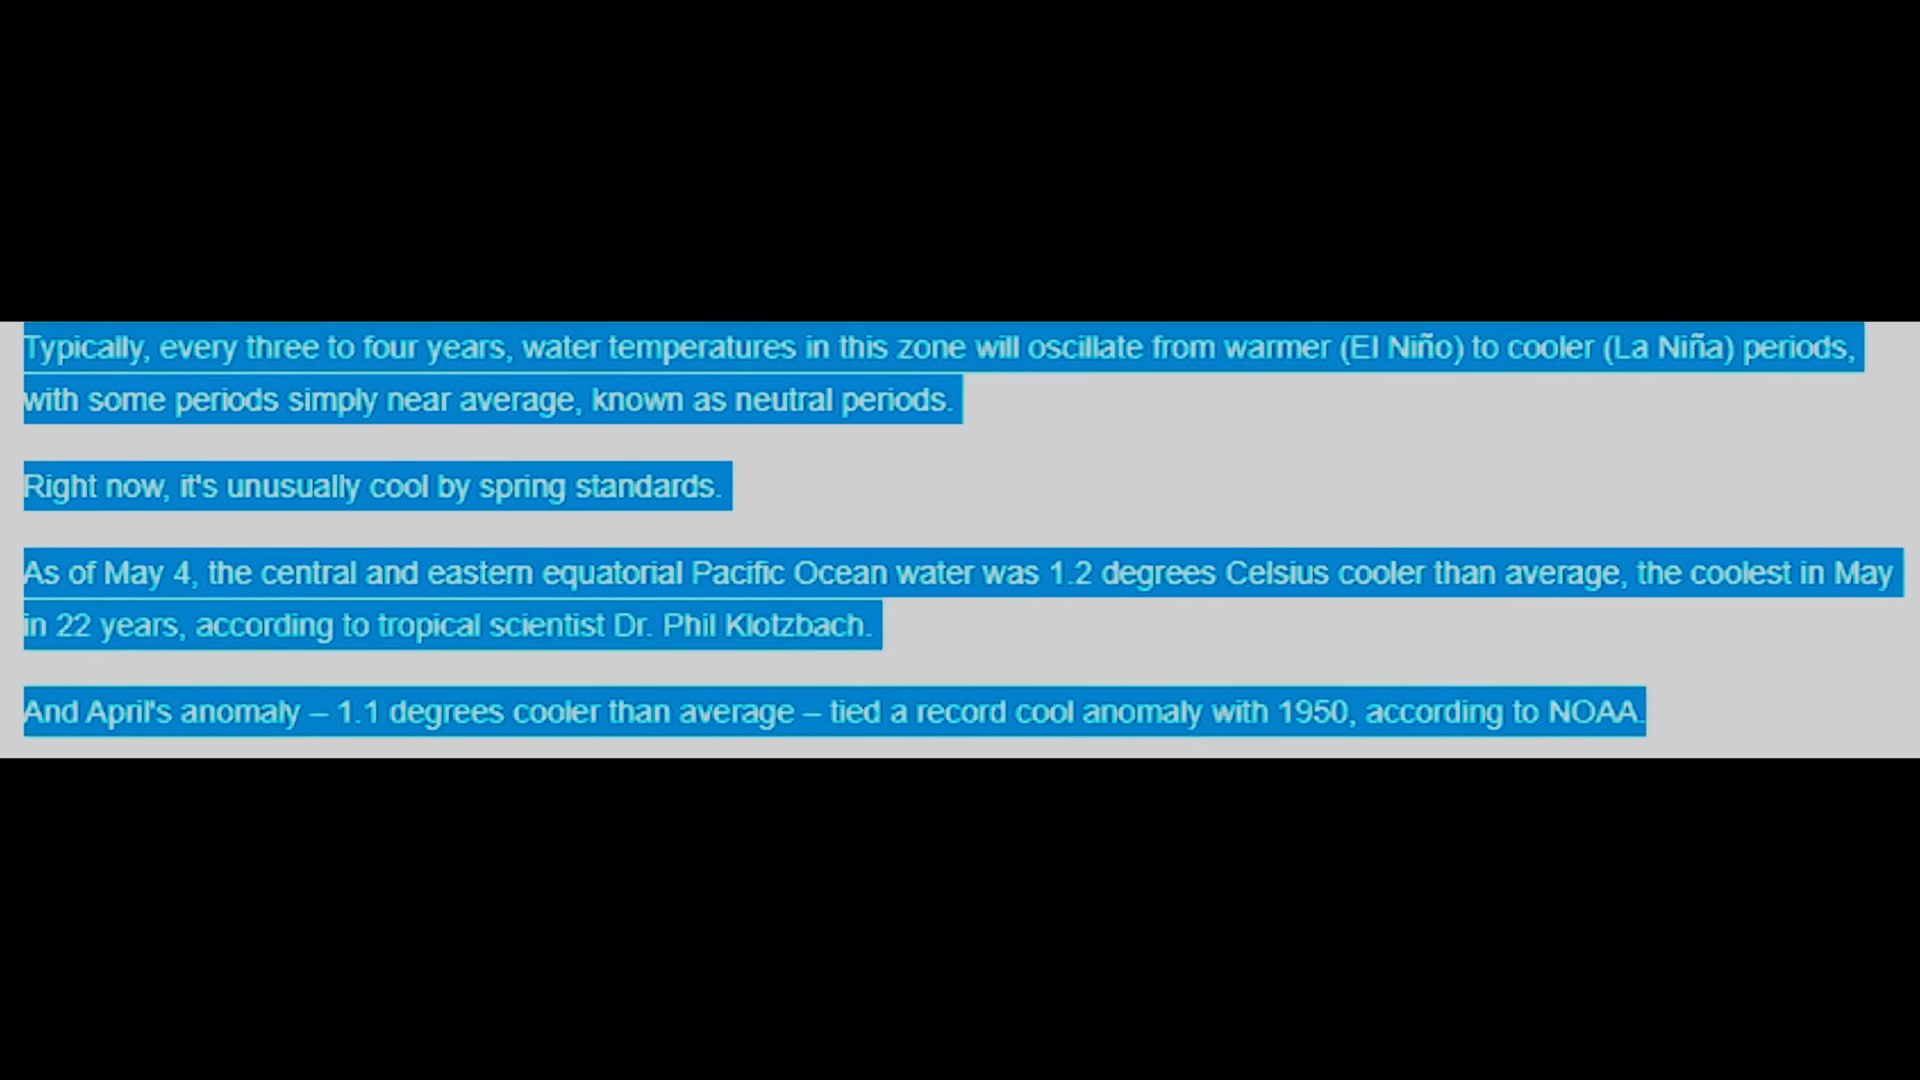 Typically, every three to four years, water temperatures in this zone will oscillate from warmer (El Niño) to cooler (La Niña) periods,
with some periods simply near average, known as neutral periods.
Right now, it's unusually cool by spring standards.
As of May 4, the central and eastern equatorial Pacific Ocean water was 1.2 degrees Celsius cooler than average, the coolest in May
in 22 years, according to tropical scientist Dr. Phil Klotzbach.
And April's anomaly – 1.1 degrees cooler than average – tied a record cool anomaly with 1950, according to NOAA.